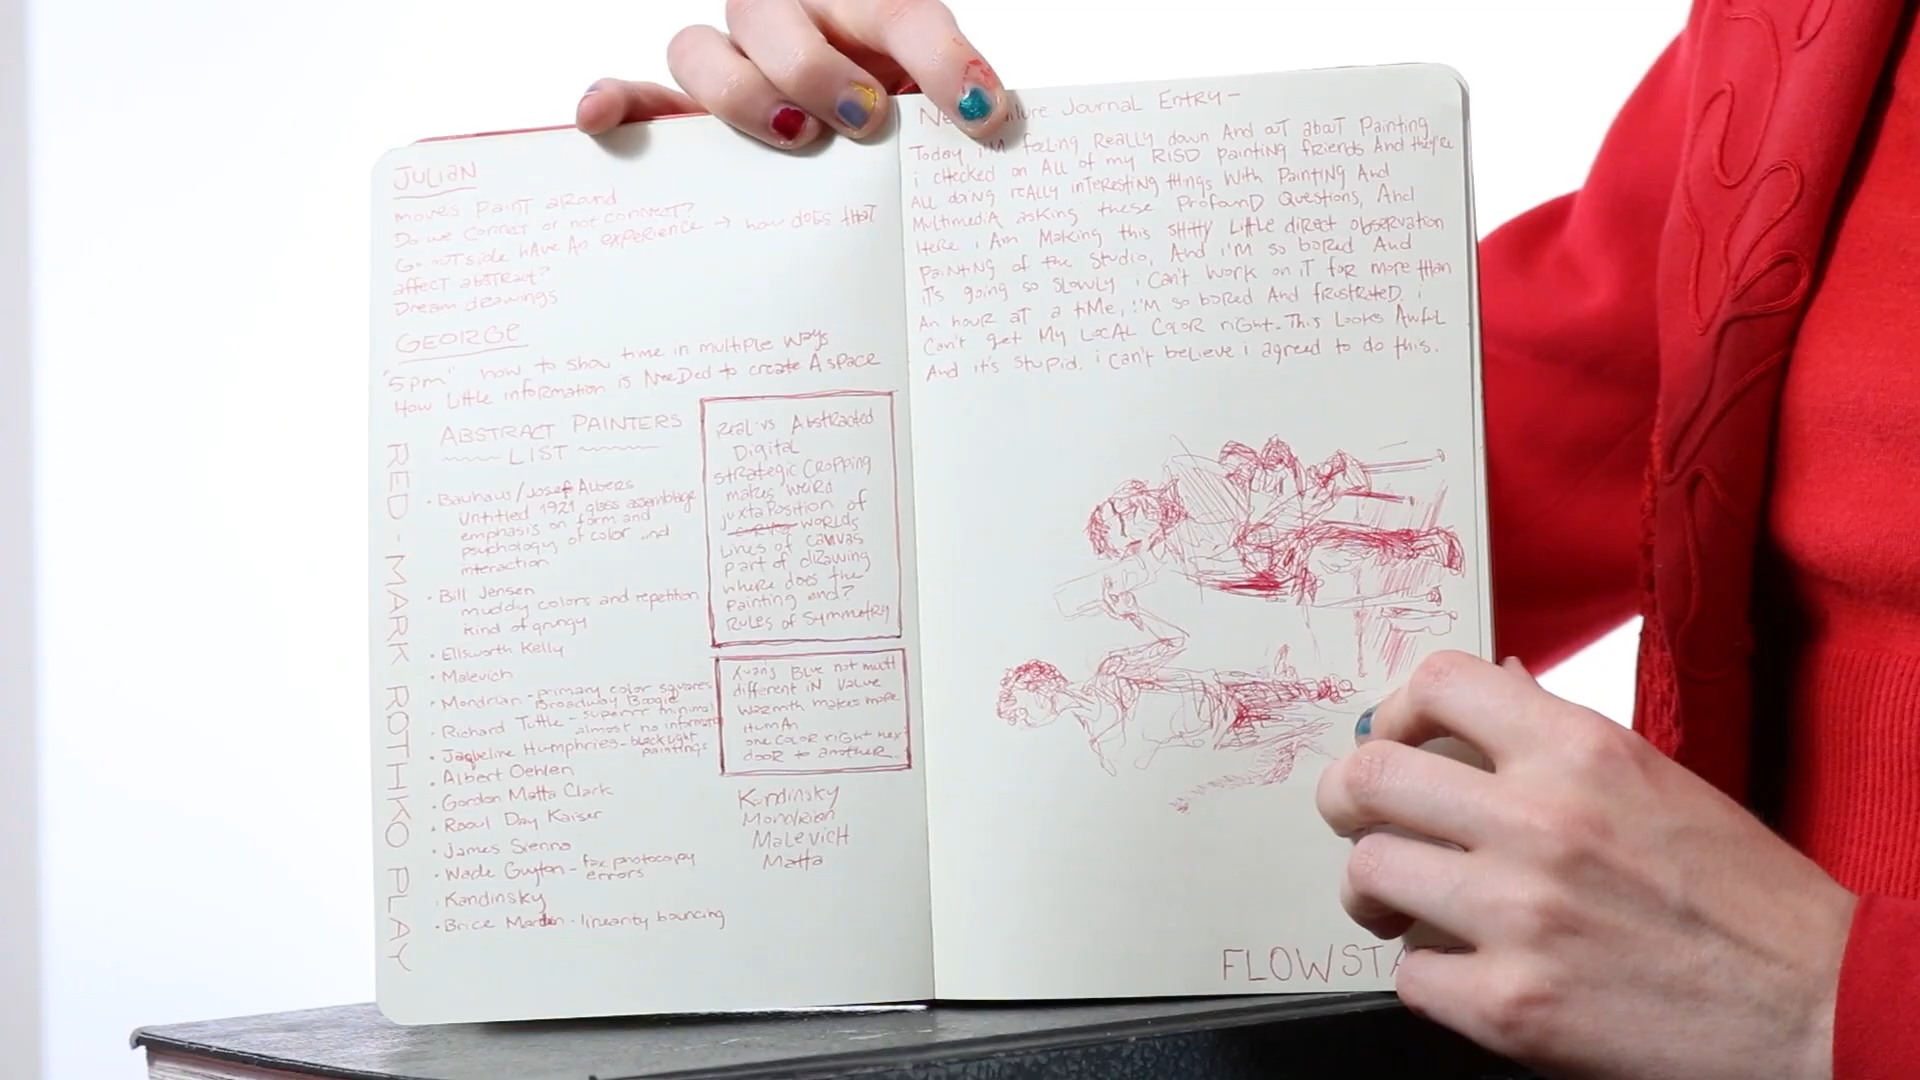 JULIAN
moves paint around
Do we connect or not connect?
Go outside have an experience → how does that
affect abstract?
Dream drawings
GEORGE
"5pm" how to show time in multiple ways
How little information is needed to create a space
ABSTRACT PAINTERS
LIST
RED - MARK ROTHKO PLAY
• Bauhaus/Josef Albers
Untitled 1921 glass assemblage
emphasis on form and
psychology of color and
interaction
• Bill Jensen
muddy colors and repetition
kind of grungy
• Ellsworth Kelly
• Malevich
• Mondrian - primary color squares
Broadway Boogie
• Richard Tuttle - superrr minimal
almost no informat
• Jaqueline Humphries - blacklight
paintings
• Albert Oehlen
• Gordon Matta Clark
• Raoul Day Kaiser
• James Sienna
• Wade Guyton - fax photocopy
errors
• Kandinsky
• Brice Marden - linearity bouncing
Real vs Abstracted
Digital
strategic cropping
makes weird
juxtaposition of
worlds
Lines of canvas
part of drawing
where does the
painting end?
Rules of Symmetry
Blue not much
different in value
warmth makes more
human
one color right nex
door to another
Kandinsky
Mondrian
Malevich
Matta
Ne lure Journal Entry -
Today i'm feeling really down and out about painting
i checked on all of my RISD painting friends and they're
all doing really interesting things with painting and
multimedia asking these profound questions, and
here i am making this shitty little direct observation
painting of the studio, and i'm so bored and
it's going so slowly i can't work on it for more than
an hour at a time, i'm so bored and frustrated. i
can't get my local color right. This looks awful
and it's stupid. i can't believe i agreed to do this.
FLOWSTA